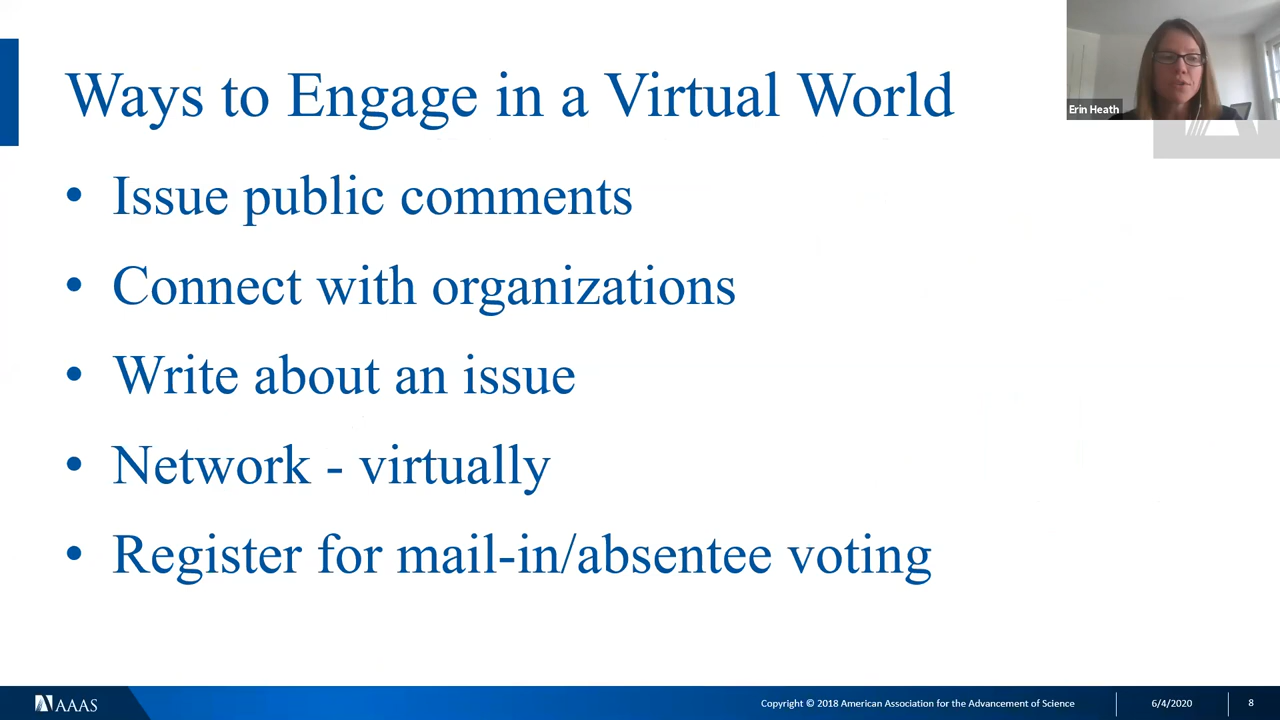 Ways to Engage in a Virtual World
Erin Heath
• Issue public comments
• Connect with organizations
• Write about an issue
• Network - virtually
• Register for mail-in/absentee voting
AAAS
Copyright © 2018 American Association for the Advancement of Science
6/4/2020
8